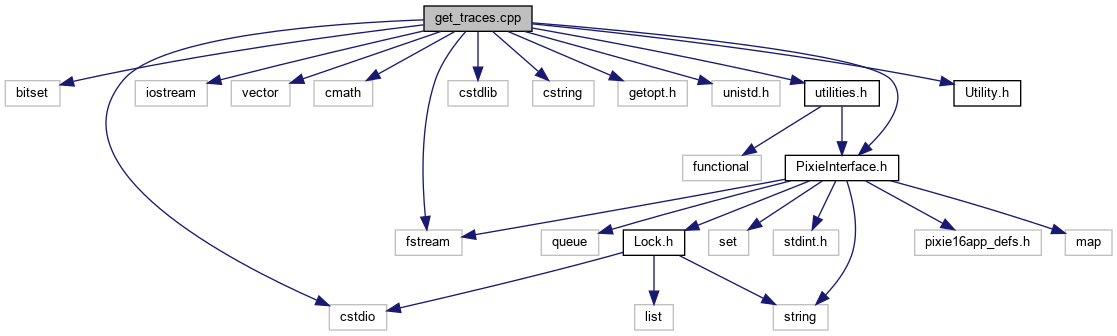 get_traces.cpp
bitset
iostream
vector
cmath
cstdlib
cstring
getopt.h
unistd.h
utilities.h
Utility.h
functional
PixieInterface.h
fstream
queue
Lock.h
set
stdint.h
pixie16app_defs.h
map
cstdio
list
string